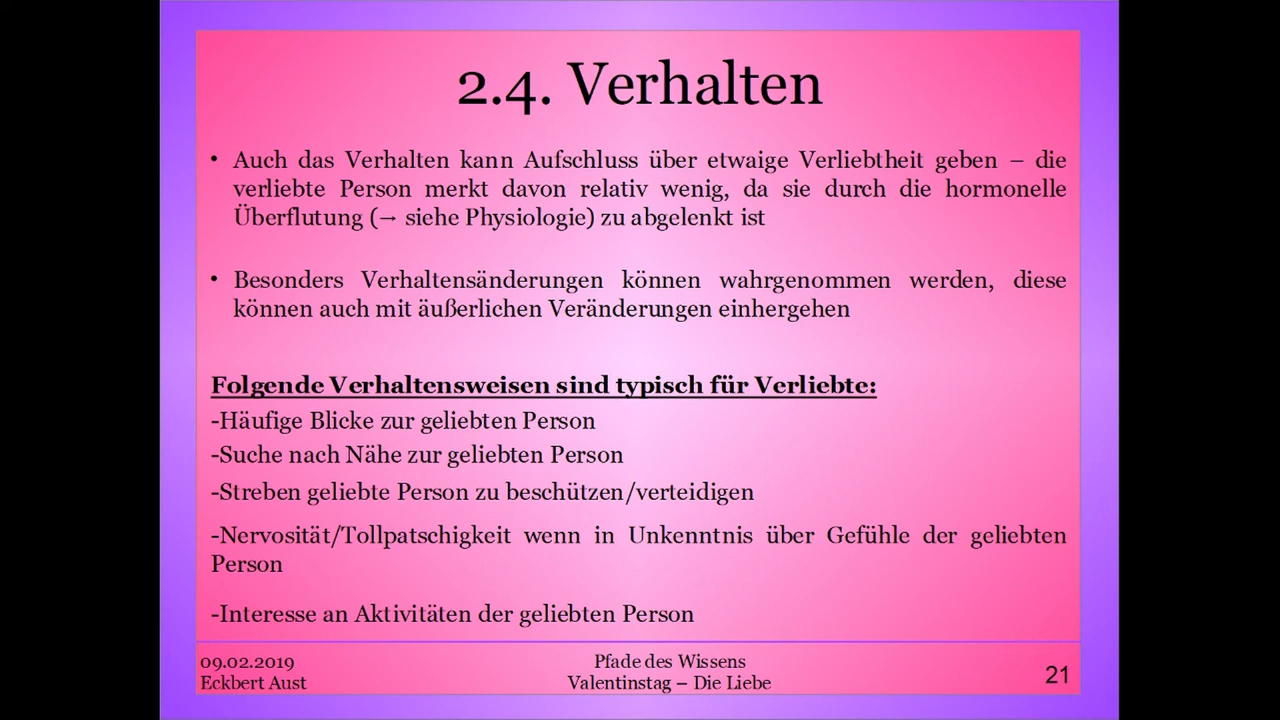 2.4. Verhalten
• Auch das Verhalten kann Aufschluss über etwaige Verliebtheit geben – die
verliebte Person merkt davon relativ wenig, da sie durch die hormonelle
Überflutung (→ siehe Physiologie) zu abgelenkt ist
• Besonders Verhaltensänderungen können wahrgenommen werden, diese
können auch mit äußerlichen Veränderungen einhergehen
Folgende Verhaltensweisen sind typisch für Verliebte:
-Häufige Blicke zur geliebten Person
-Suche nach Nähe zur geliebten Person
-Streben geliebte Person zu beschützen/verteidigen
-Nervosität/Tollpatschigkeit wenn in Unkenntnis über Gefühle der geliebten
Person
-Interesse an Aktivitäten der geliebten Person
09.02.2019
Eckbert Aust
Pfade des Wissens
Valentinstag – Die Liebe
21